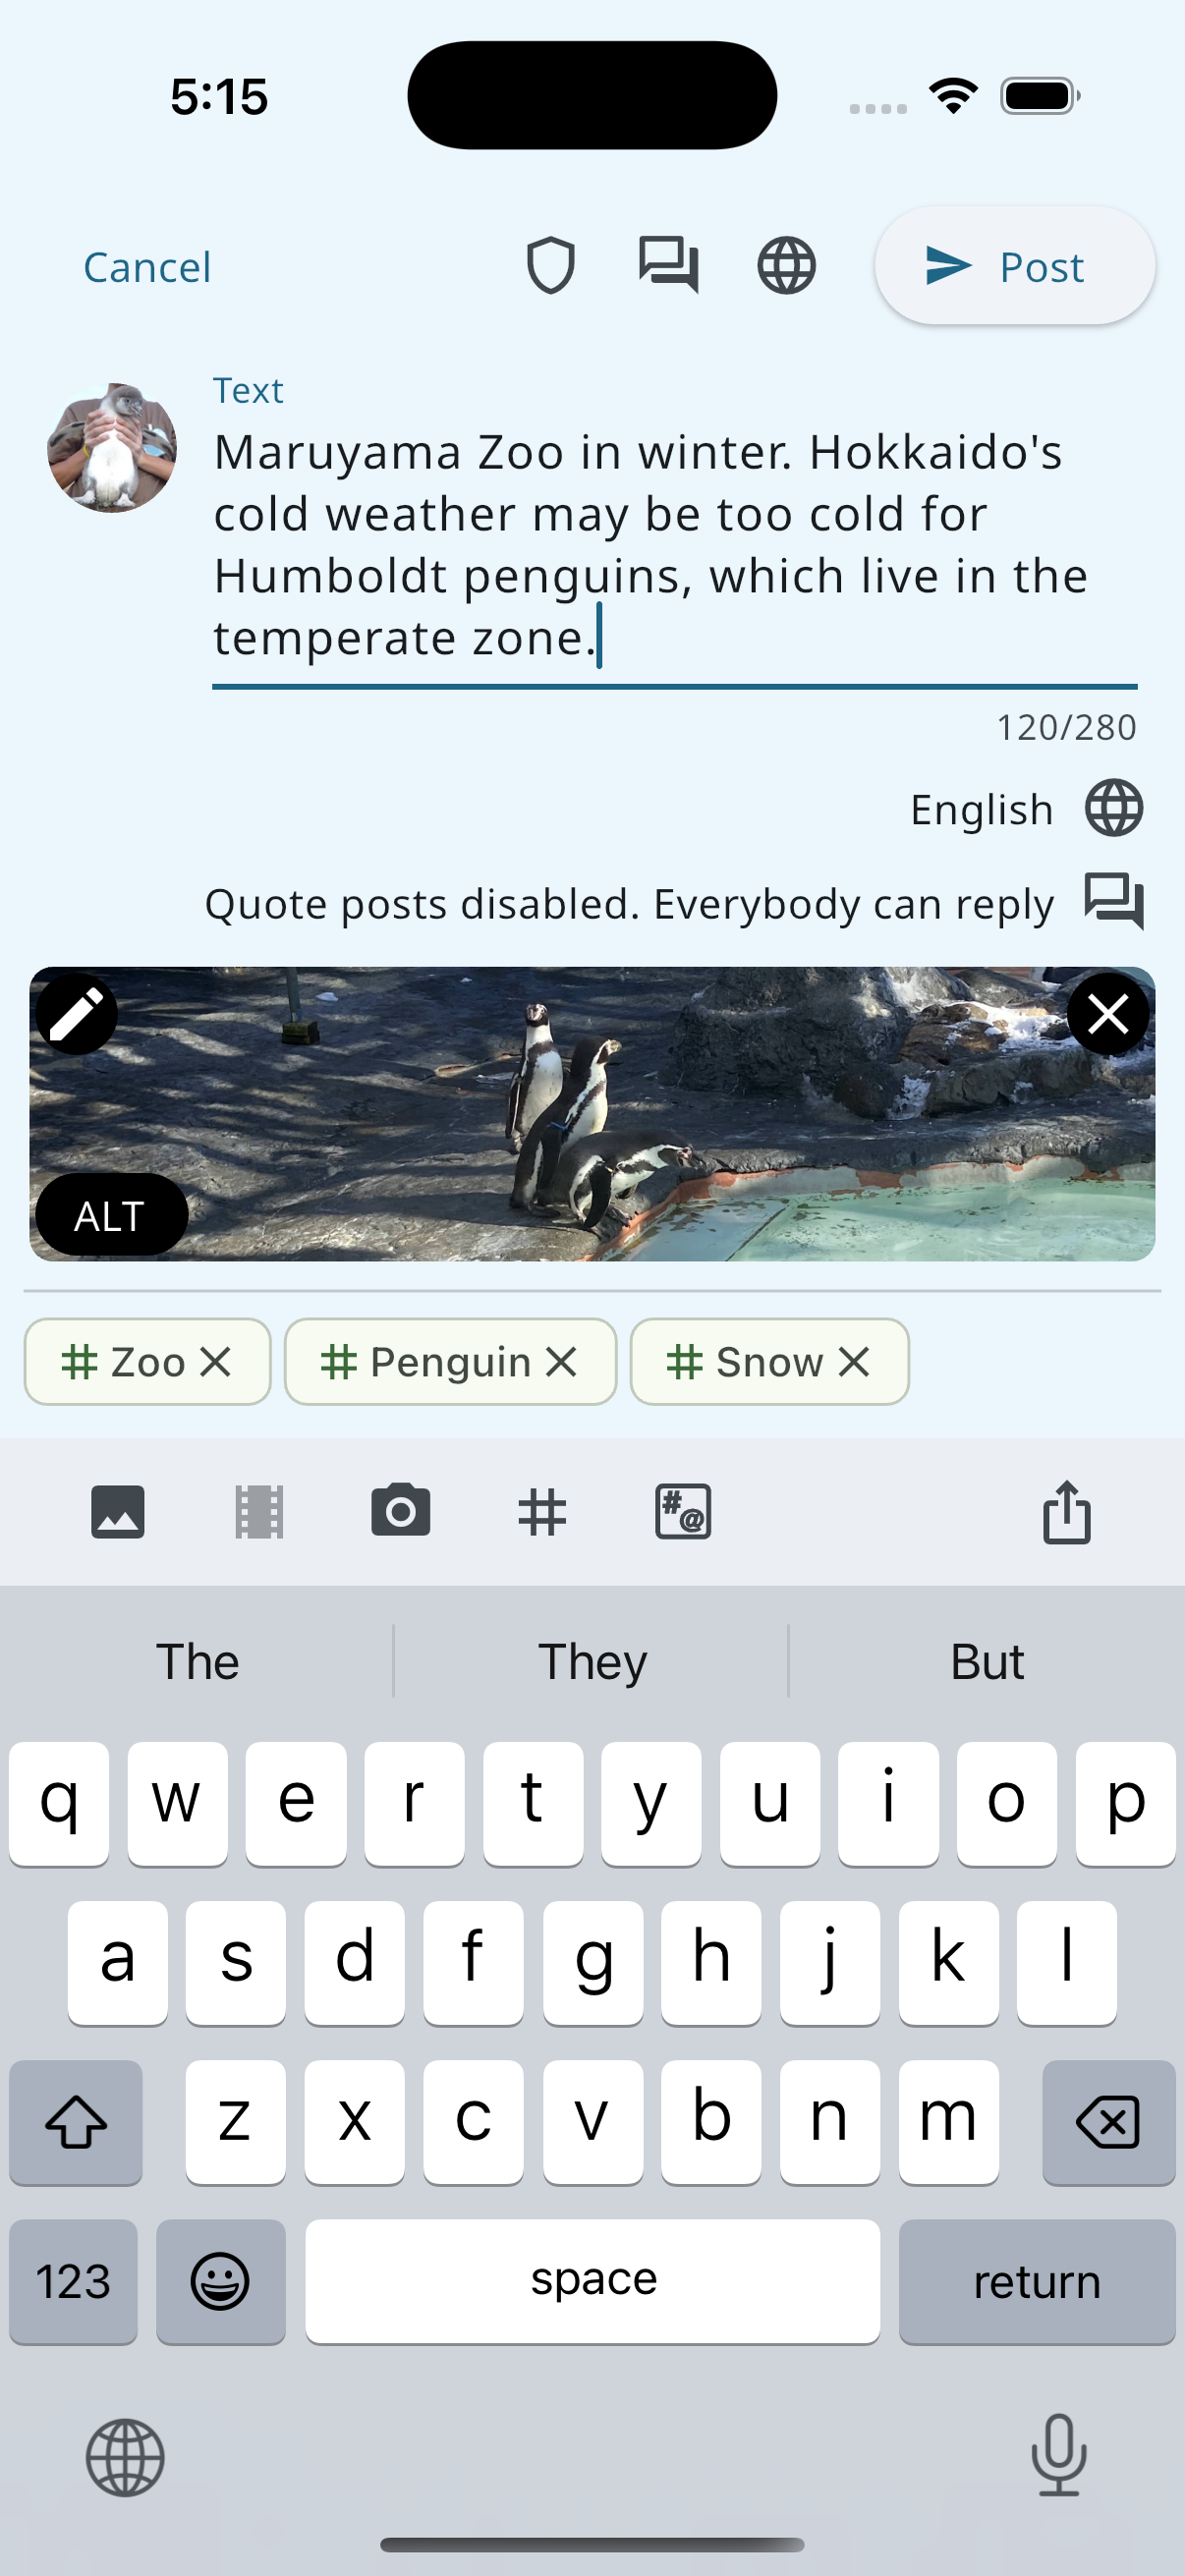 5:15
Cancel
Post
Text
Maruyama Zoo in winter. Hokkaido's
cold weather may be too cold for
Humboldt penguins, which live in the
temperate zone.
120/280
English
Quote posts disabled. Everybody can reply
ALT
# Zoo
# Penguin
# Snow
#@
The They But
q w e r t y u i o p
a s d f g h j k l
z x c v b n m
123 space return